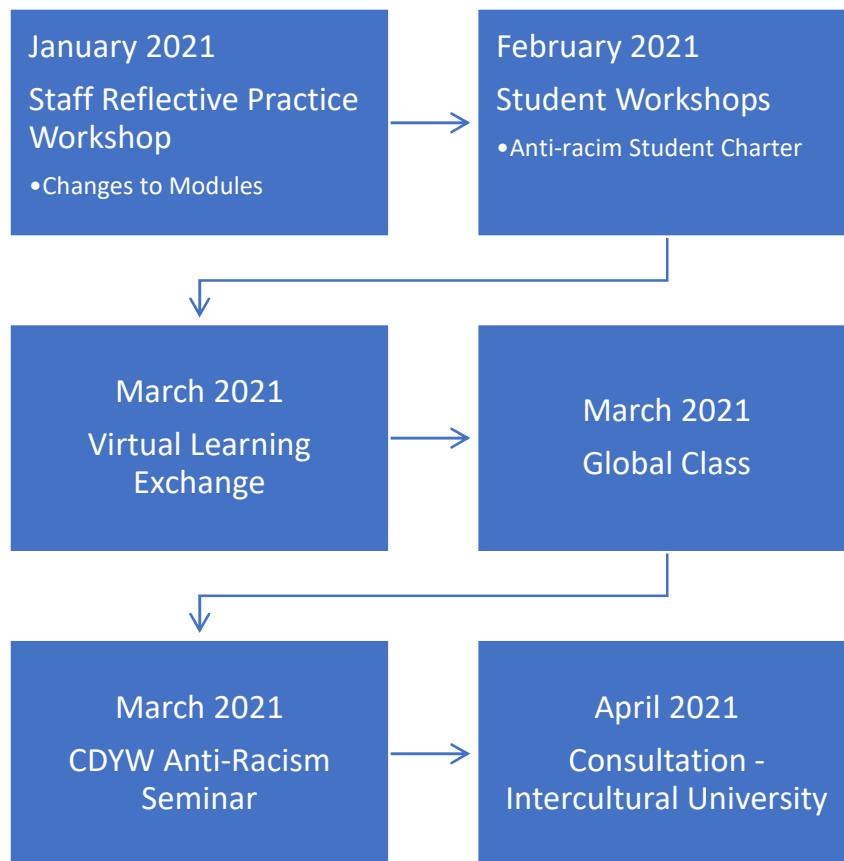 January 2021
Staff Reflective Practice
Workshop
•Changes to Modules
February 2021
Student Workshops
•Anti-racim Student Charter
March 2021
Virtual Learning
Exchange
March 2021
Global Class
March 2021
CDYW Anti-Racism
Seminar
April 2021
Consultation -
Intercultural University